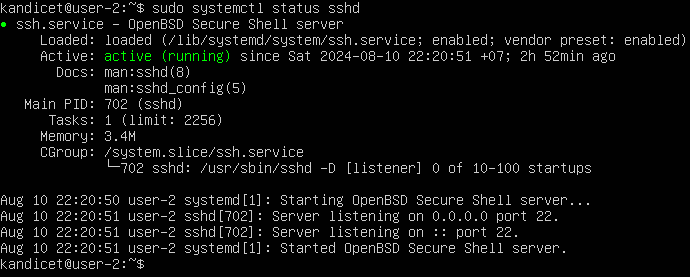 kandicet@user-2:~$ sudo systemctl status sshd
● ssh.service - OpenBSD Secure Shell server
Loaded: loaded (/lib/systemd/system/ssh.service; enabled; vendor preset: enabled)
Active: active (running) since Sat 2024-08-10 22:20:51 +07; 2h 52min ago
Docs: man:sshd(8)
man:sshd_config(5)
Main PID: 702 (sshd)
Tasks: 1 (limit: 2256)
Memory: 3.4M
CGroup: /system.slice/ssh.service
└─702 sshd: /usr/sbin/sshd -D [listener] 0 of 10-100 startups
Aug 10 22:20:50 user-2 systemd[1]: Starting OpenBSD Secure Shell server...
Aug 10 22:20:51 user-2 sshd[702]: Server listening on 0.0.0.0 port 22.
Aug 10 22:20:51 user-2 sshd[702]: Server listening on :: port 22.
Aug 10 22:20:51 user-2 systemd[1]: Started OpenBSD Secure Shell server.
kandicet@user-2:~$